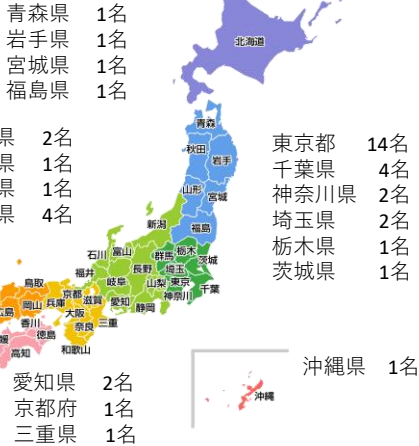 青森県 1名
岩手県 1名
宮城県 1名
福島県 1名
県 2名
県 1名
県 1名
県 4名
東京都 14名
千葉県 4名
神奈川県 2名
埼玉県 2名
栃木県 1名
茨城県 1名
愛知県 2名
京都府 1名
三重県 1名
沖縄県 1名
北海道
青森
秋田
岩手
山形
宮城
福島
新潟
石川
富山
群馬
栃木
茨城
福井
長野
埼玉
岐阜
山梨
東京
千葉
神奈川
愛知
静岡
鳥取
京都
滋賀
岡山
兵庫
大阪
広島
香川
奈良
三重
徳島
高知
和歌山
沖縄